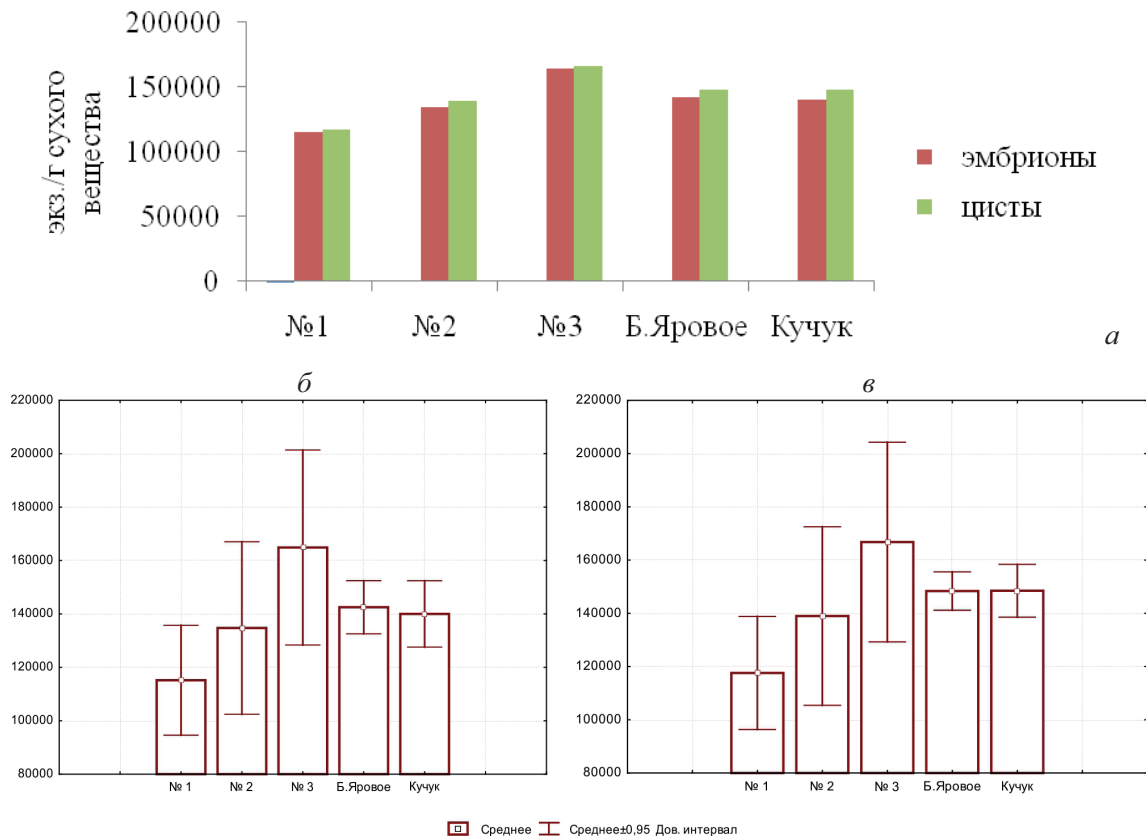 200000
150000
100000
50000
0
экз./г сухого
вещества
эмбрионы
цисты
№1 №2 №3 Б.Яровое Кучук
а
б
220000
200000
180000
160000
140000
120000
100000
80000
№ 1 № 2 № 3 Б.Яровое Кучук
в
220000
200000
180000
160000
140000
120000
100000
80000
№ 1 № 2 № 3 Б.Яровое Кучук
Среднее Среднее±0,95 Дов. интервал